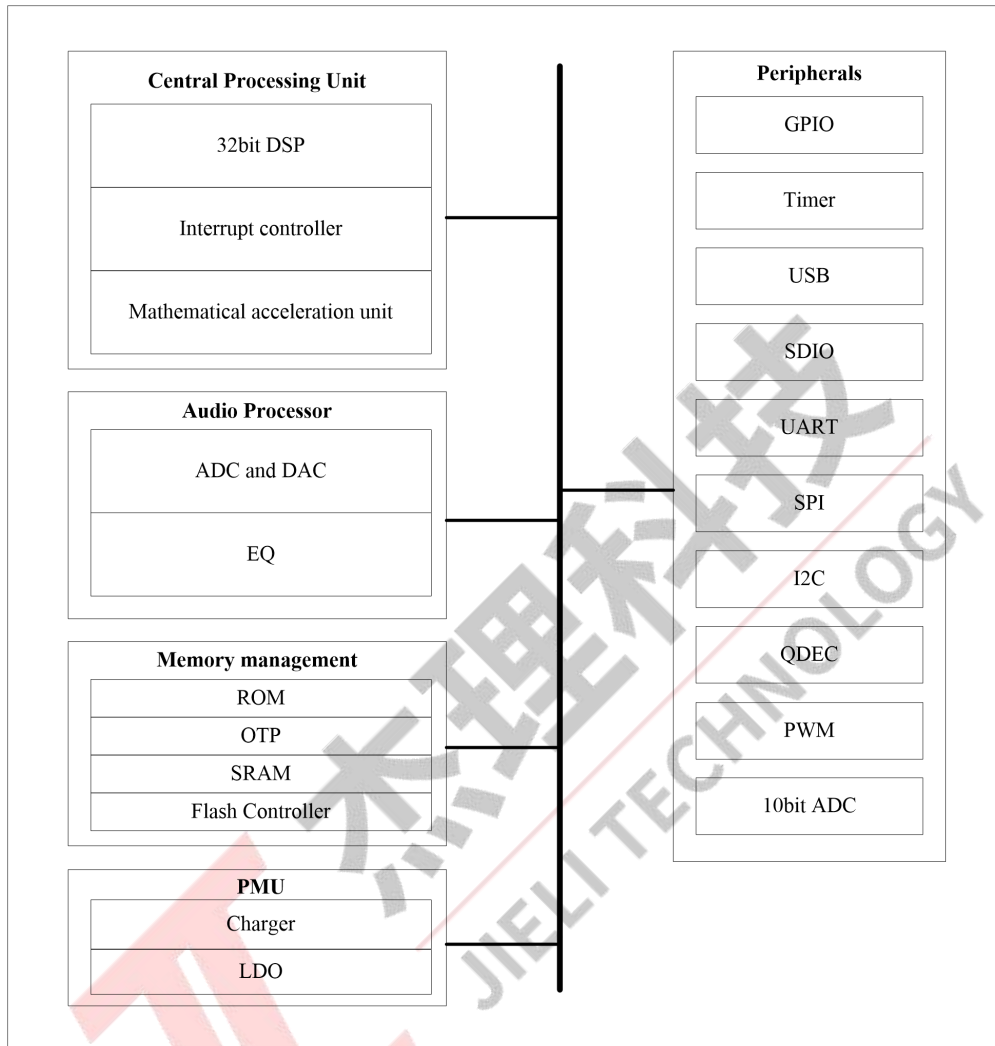 Central Processing Unit
32bit DSP
Interrupt controller
Mathematical acceleration unit
Audio Processor
ADC and DAC
EQ
Memory management
ROM
OTP
SRAM
Flash Controller
PMU
Charger
LDO
Peripherals
GPIO
Timer
USB
SDIO
UART
SPI
I2C
QDEC
PWM
10bit ADC
杰理科技
JIELI TECHNOLOGY